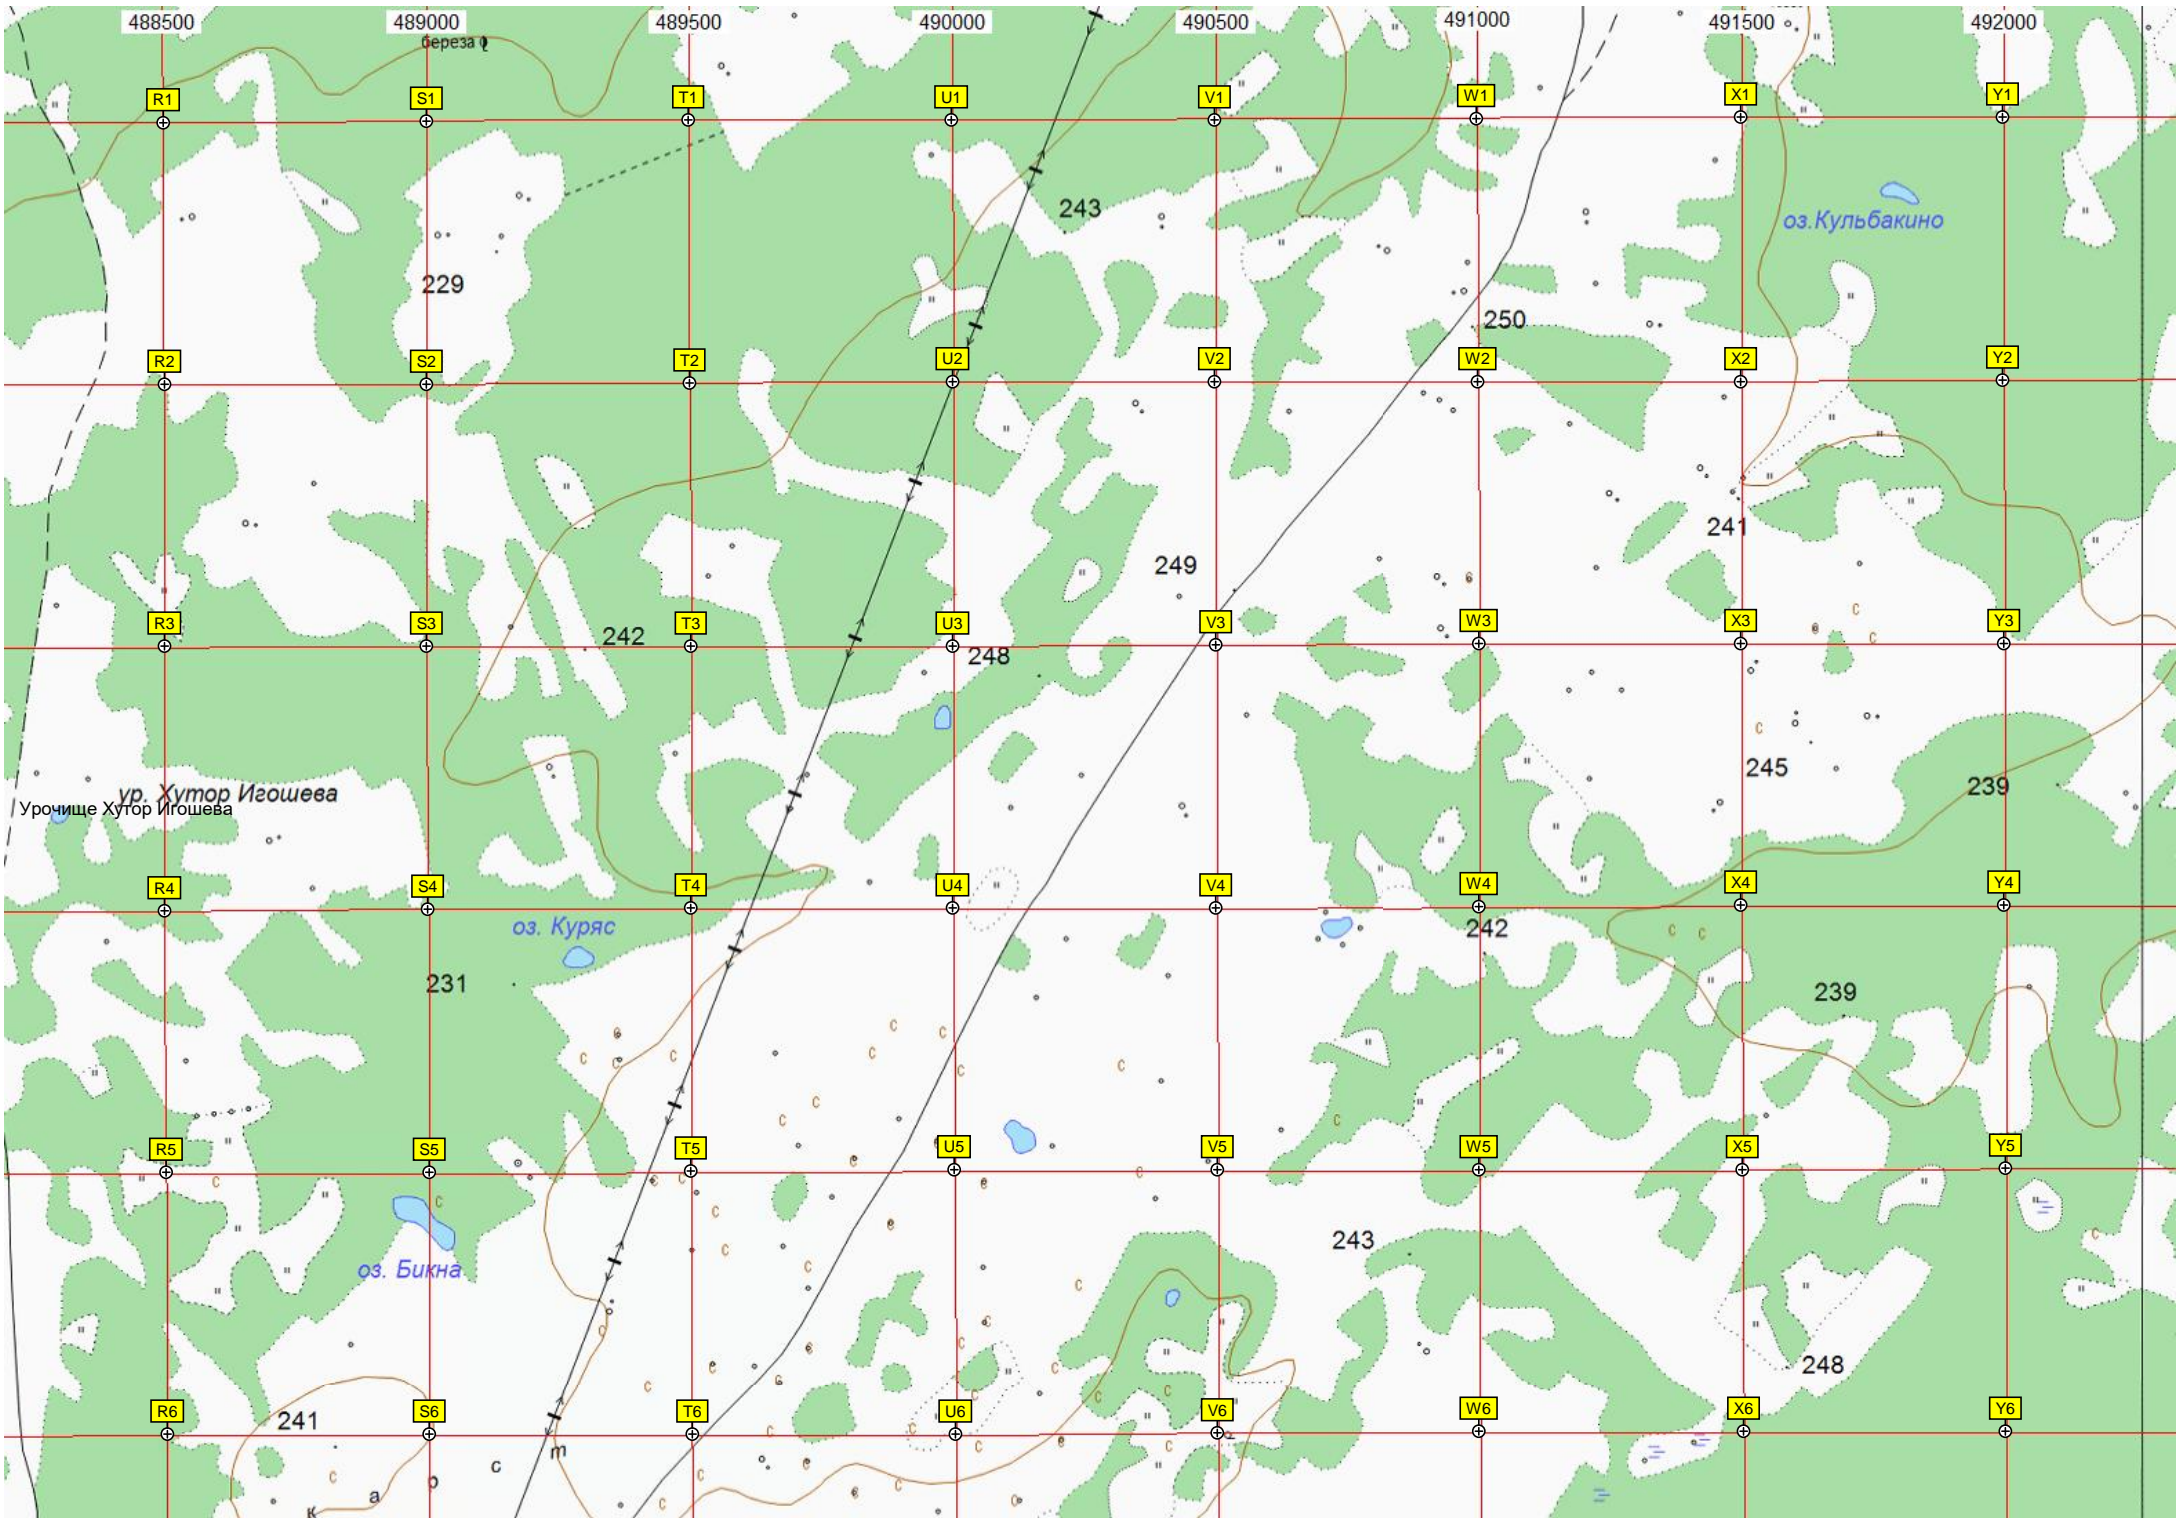 488500 489000 489500 490000 490500 491000 491500 492000
береза
R1 S1 T1 U1 V1 W1 X1 Y1
243
оз.Кульбакино
229
250
R2 S2 T2 U2 V2 W2 X2 Y2
241
249
R3 S3 T3 U3 V3 W3 X3 Y3
242
248
245
239
ур. Хутор Игошева
Урочище Хутор Игошева
R4 S4 T4 U4 V4 W4 X4 Y4
оз. Куряс
242
231
239
R5 S5 T5 U5 V5 W5 X5 Y5
243
оз. Бикна
248
R6 S6 T6 U6 V6 W6 X6 Y6
241
к а р с т